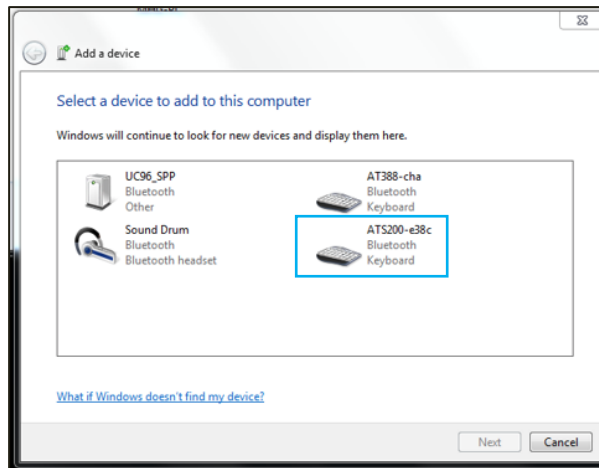 Add a device
Select a device to add to this computer
Windows will continue to look for new devices and display them here.
UC96_SPP
Bluetooth
Other
AT388-cha
Bluetooth
Keyboard
Sound Drum
Bluetooth
Bluetooth headset
ATS200-e38c
Bluetooth
Keyboard
What if Windows doesn't find my device?
Next
Cancel